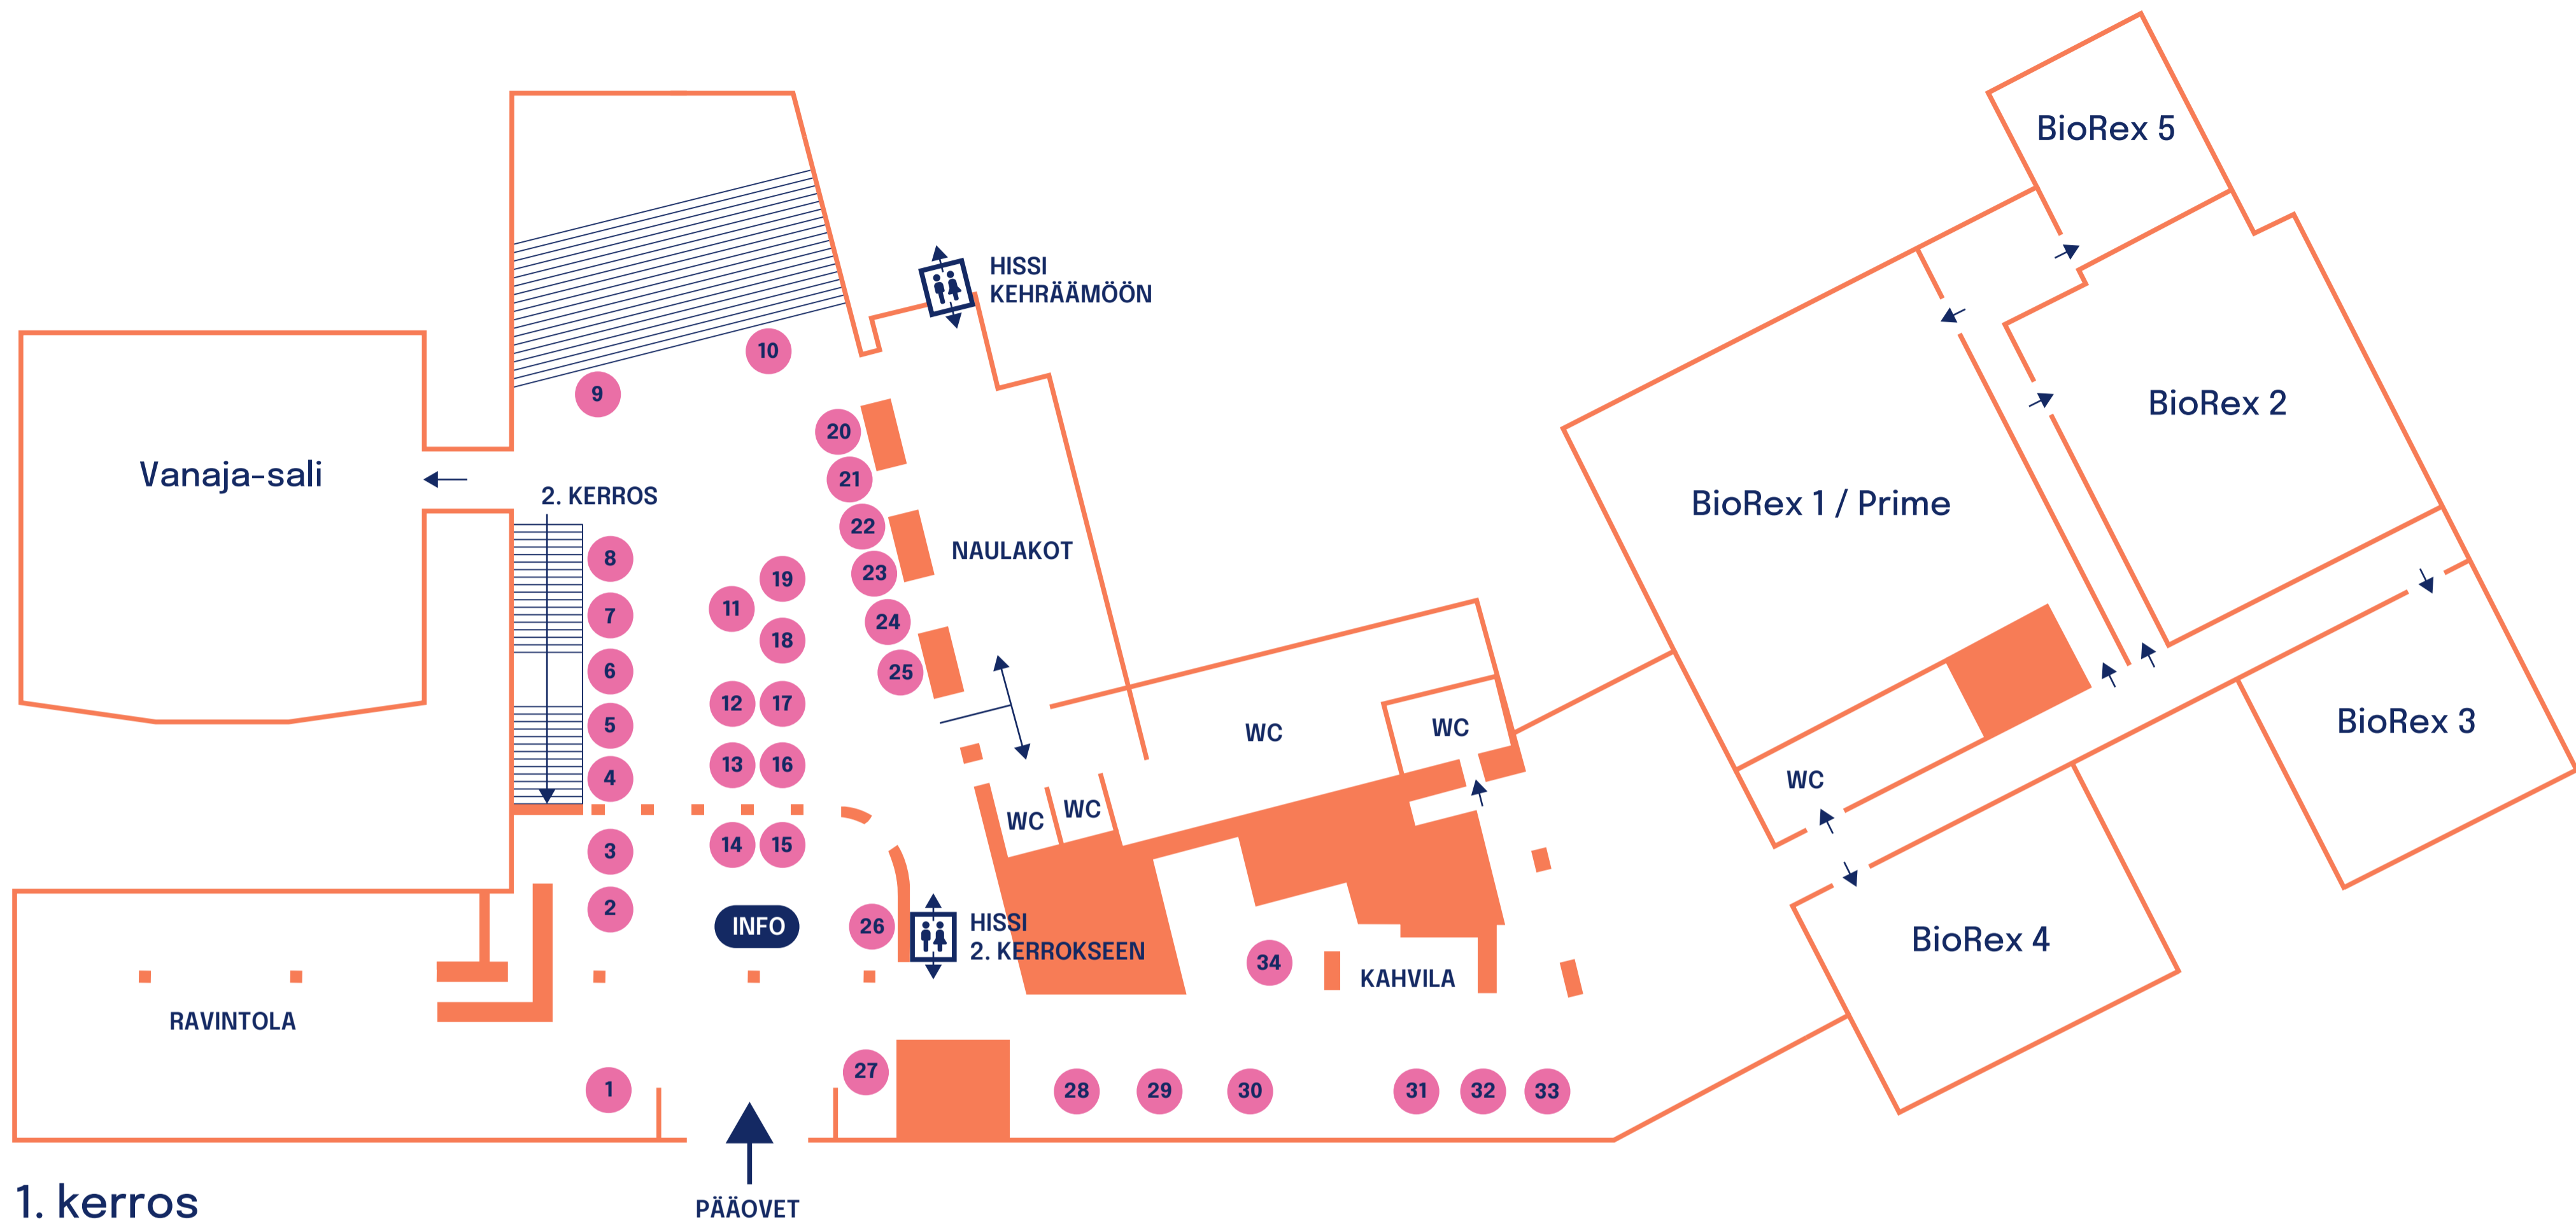 BioRex 5
HISSI
KEHRÄÄMÖÖN
10
9
BioRex 2
20
Vanaja-sali
21
2. KERROS
BioRex 1 / Prime
22
NAULAKOT
8
23
19
11
7
24
18
6
25
12
17
5
WC
WC
BioRex 3
13
16
4
WC
WC
WC
3
14
15
2
INFO
26
HISSI
2. KERROKSEEN
BioRex 4
34
KAHVILA
RAVINTOLA
27
1
28
29
30
31
32
33
1. kerros
PÄÄOVET